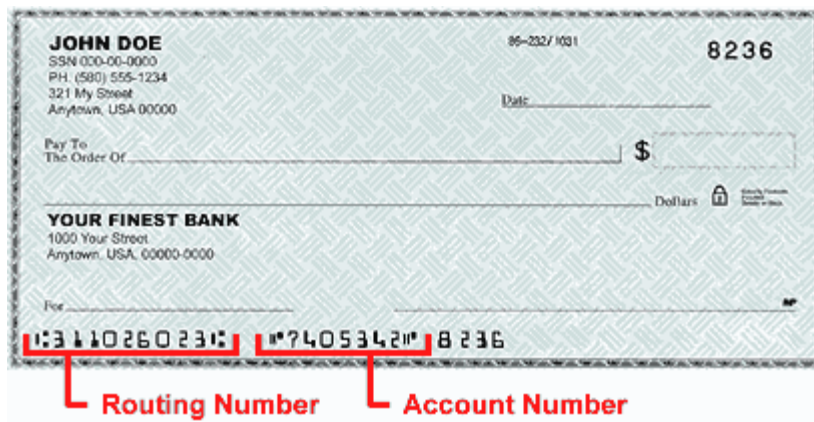 JOHN DOE
SSN 000-00-0000
PH. (580) 555-1234
321 My Street
Anytown, USA 00000
86-232/1031
8236
Date
Pay To
The Order Of
$
Dollars
YOUR FINEST BANK
1000 Your Street
Anytown, USA, 00000-0000
For
MP
⑆311026023⑆ ⑈7405342⑈ 8236
Routing Number
Account Number